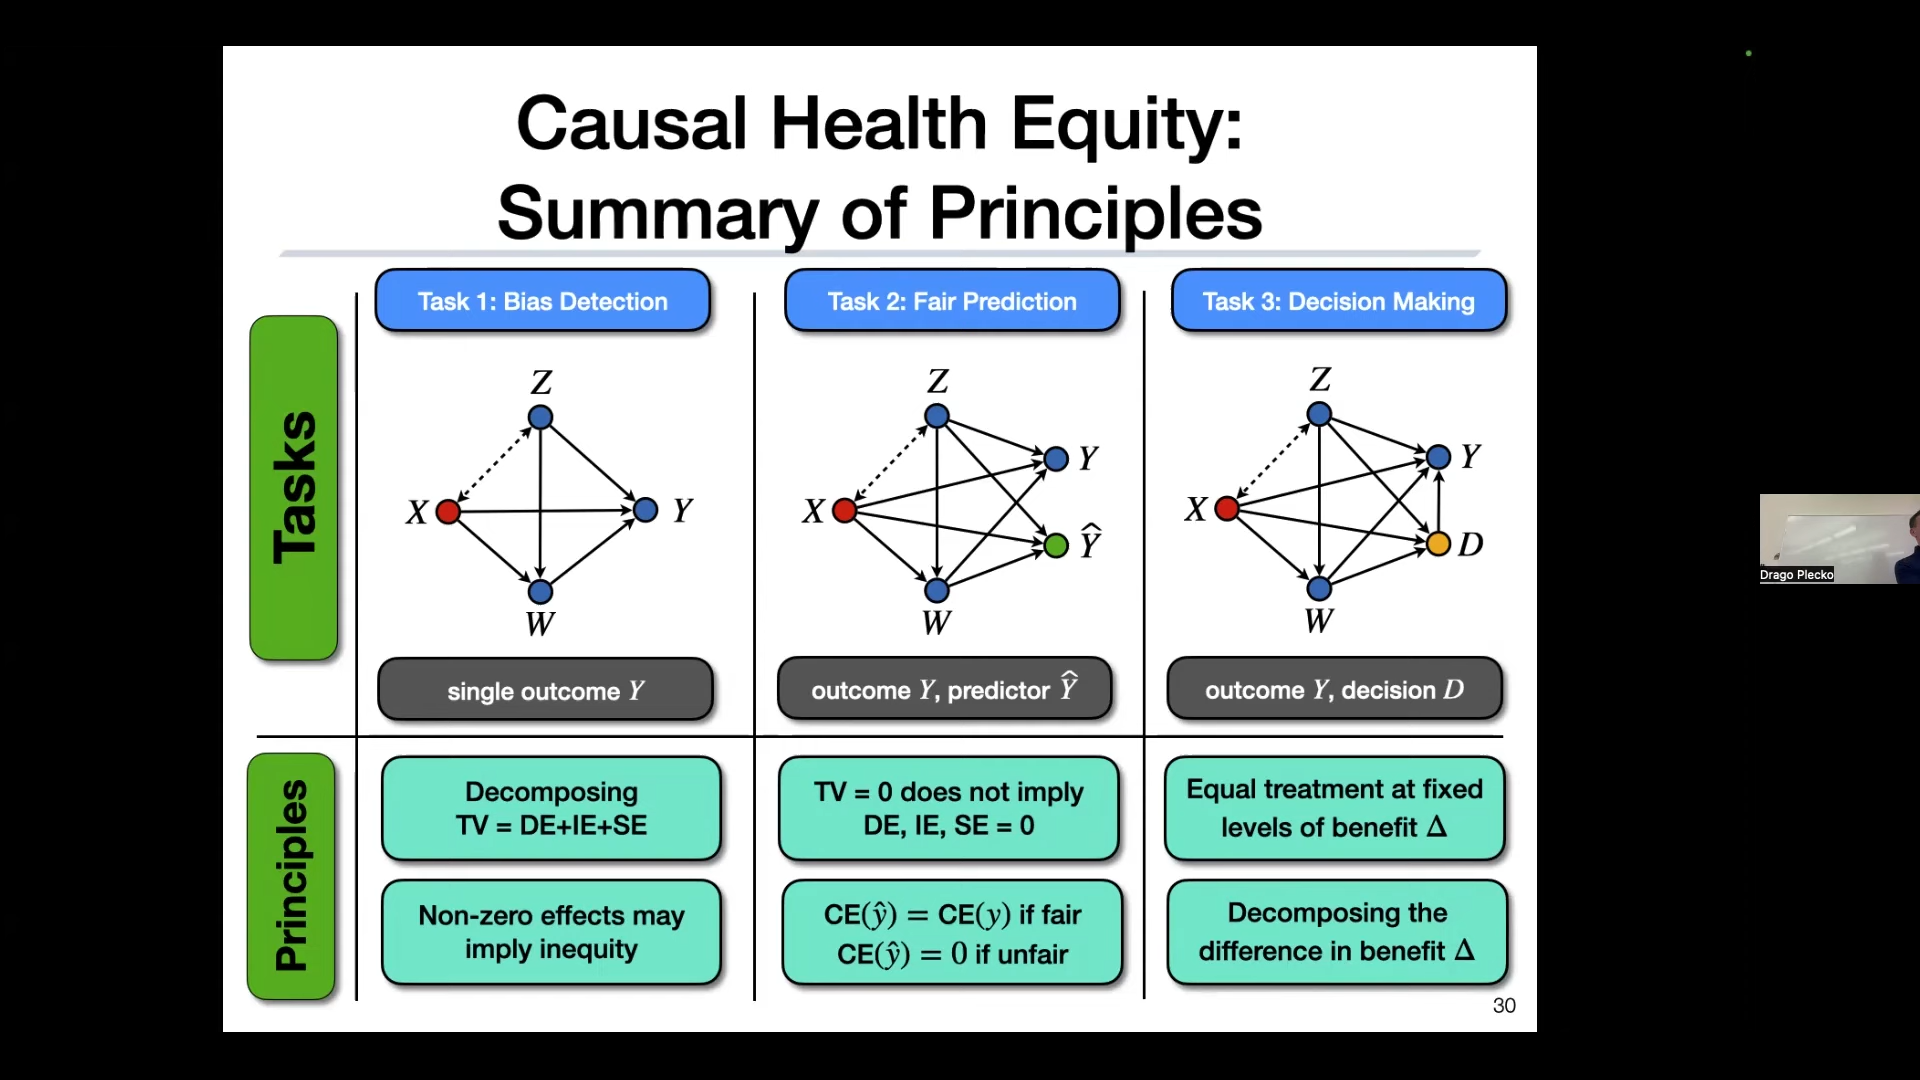 Causal Health Equity:
Summary of Principles
Tasks
Task 1: Bias Detection
Z
X
Y
W
single outcome Y
Task 2: Fair Prediction
Z
Y
X
Ŷ
W
outcome Y, predictor Ŷ
Task 3: Decision Making
Z
Y
X
D
W
outcome Y, decision D
Principles
Decomposing
TV = DE+IE+SE
Non-zero effects may
imply inequity
TV = 0 does not imply
DE, IE, SE = 0
CE(ŷ) = CE(y) if fair
CE(ŷ) = 0 if unfair
Equal treatment at fixed
levels of benefit Δ
Decomposing the
difference in benefit Δ
30
Drago Plecko